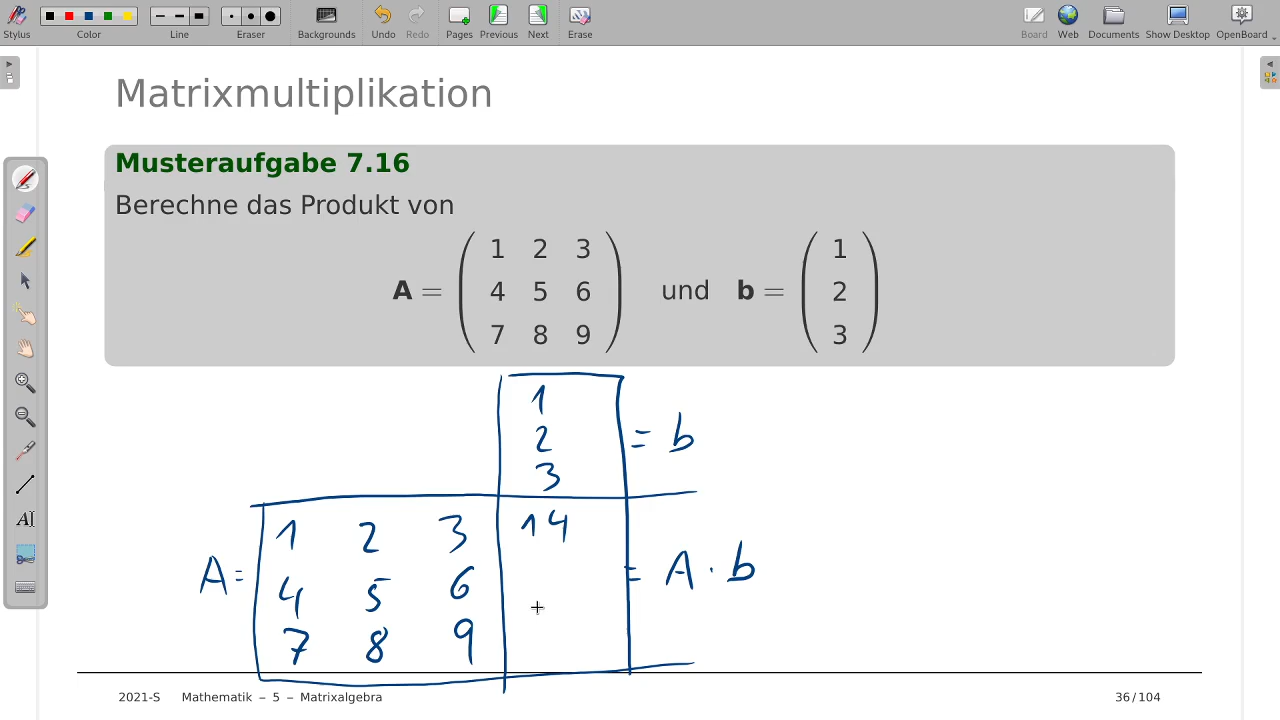 Stylus Color Line Eraser Backgrounds Undo Redo Pages Previous Next Erase Board Web Documents Show Desktop OpenBoard
Matrixmultiplikation
Musteraufgabe 7.16
Berechne das Produkt von
1 2 3 1
A = 4 5 6 und b = 2
7 8 9 3
1
2 = b
3
1 2 3 14
A = 4 5 6 = A · b
7 8 9
2021-S Mathematik – 5 – Matrixalgebra 36/104